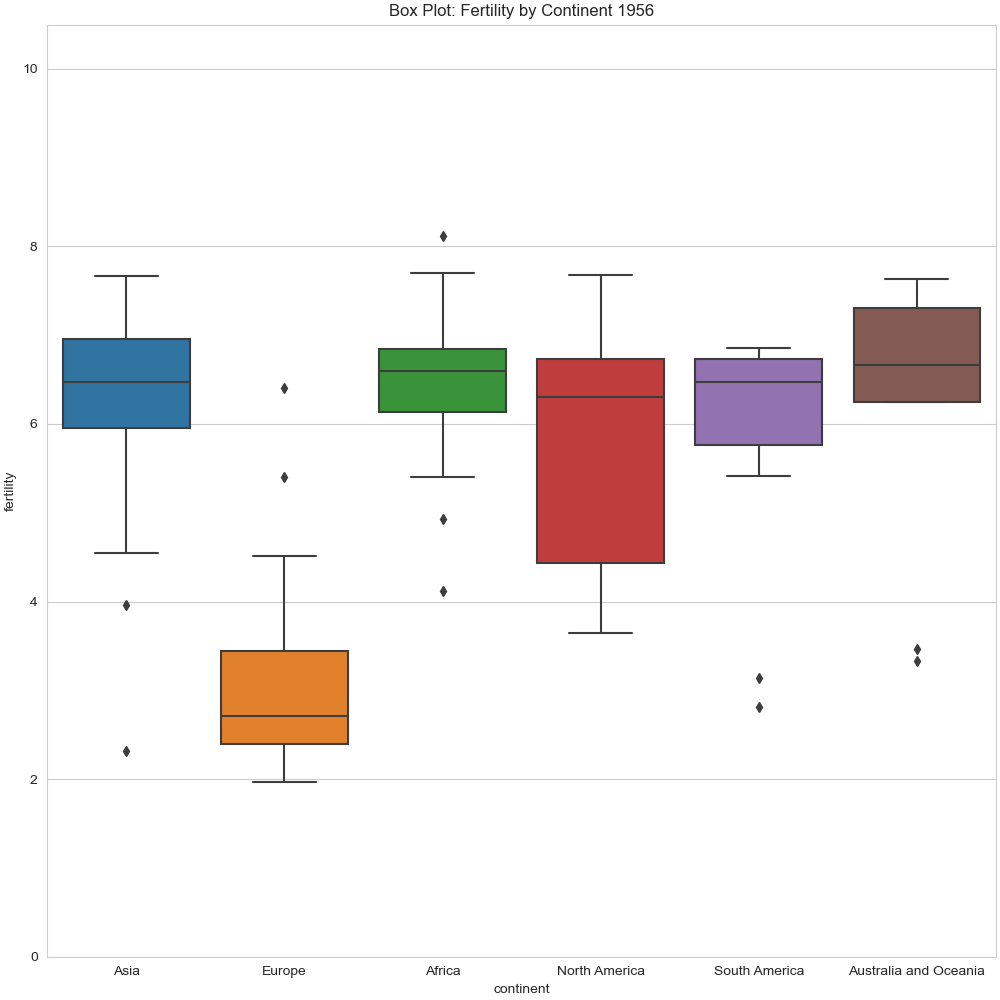 Box Plot: Fertility by Continent 1956
10
8
6
4
2
0
fertility
Asia
Europe
Africa
North America
South America
Australia and Oceania
continent